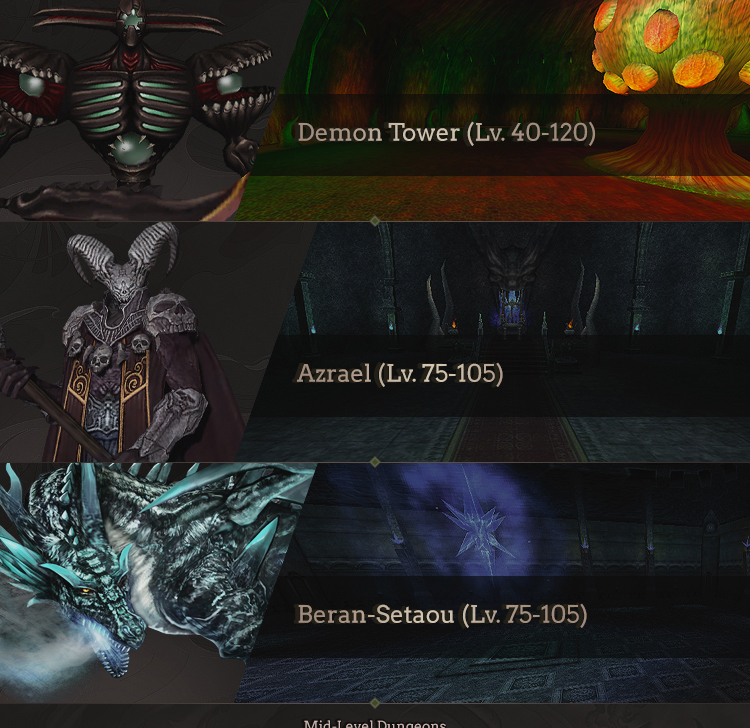 Demon Tower (Lv. 40-120)
Azrael (Lv. 75-105)
Beran-Setaou (Lv. 75-105)
Mid-Level Dungeons